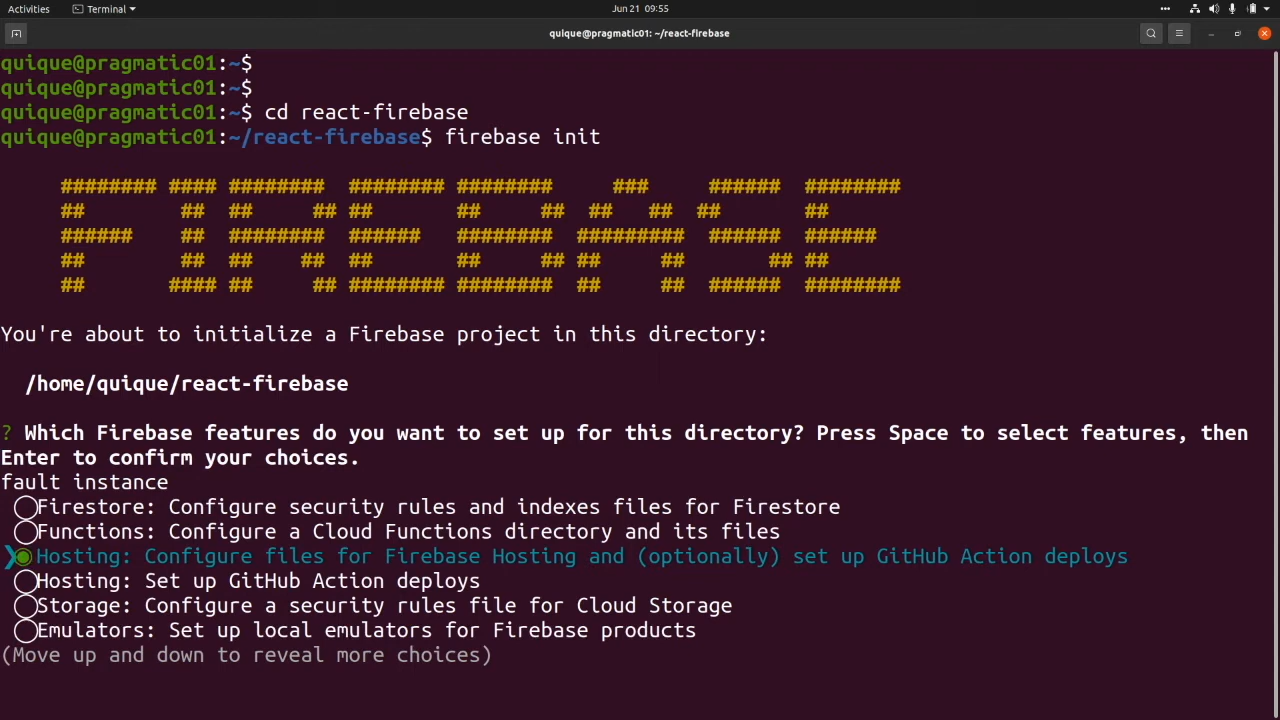 Activities
Terminal
Jun 21 09:55
quique@pragmatic01: ~/react-firebase
quique@pragmatic01:~$
quique@pragmatic01:~$
quique@pragmatic01:~$ cd react-firebase
quique@pragmatic01:~/react-firebase$ firebase init
######## #### ######## ######## ########     ###     ###### ########
##        ## ##     ## ##       ##     ##  ##   ##  ##       ##
######    ## ######## ######   ######## ######### ###### ######
##        ## ##    ## ##       ##     ## ##     ##       ## ##
##       #### ##     ## ######## ######## ##     ## ###### ########
You're about to initialize a Firebase project in this directory:
/home/quique/react-firebase
? Which Firebase features do you want to set up for this directory? Press Space to select features, then
Enter to confirm your choices.
fault instance
◯Firestore: Configure security rules and indexes files for Firestore
◯Functions: Configure a Cloud Functions directory and its files
❯◉Hosting: Configure files for Firebase Hosting and (optionally) set up GitHub Action deploys
◯Hosting: Set up GitHub Action deploys
◯Storage: Configure a security rules file for Cloud Storage
◯Emulators: Set up local emulators for Firebase products
(Move up and down to reveal more choices)